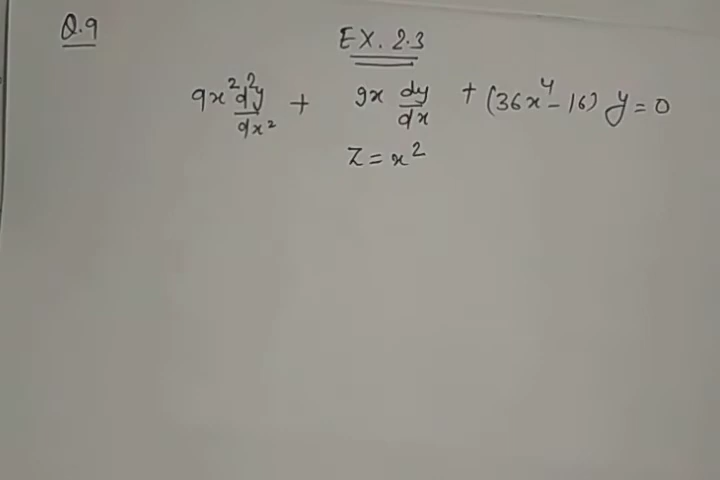 Q.9
EX. 2.3
9x² d²y/dx² + 9x dy/dx + (36x⁴ - 16) y = 0
Z = x²